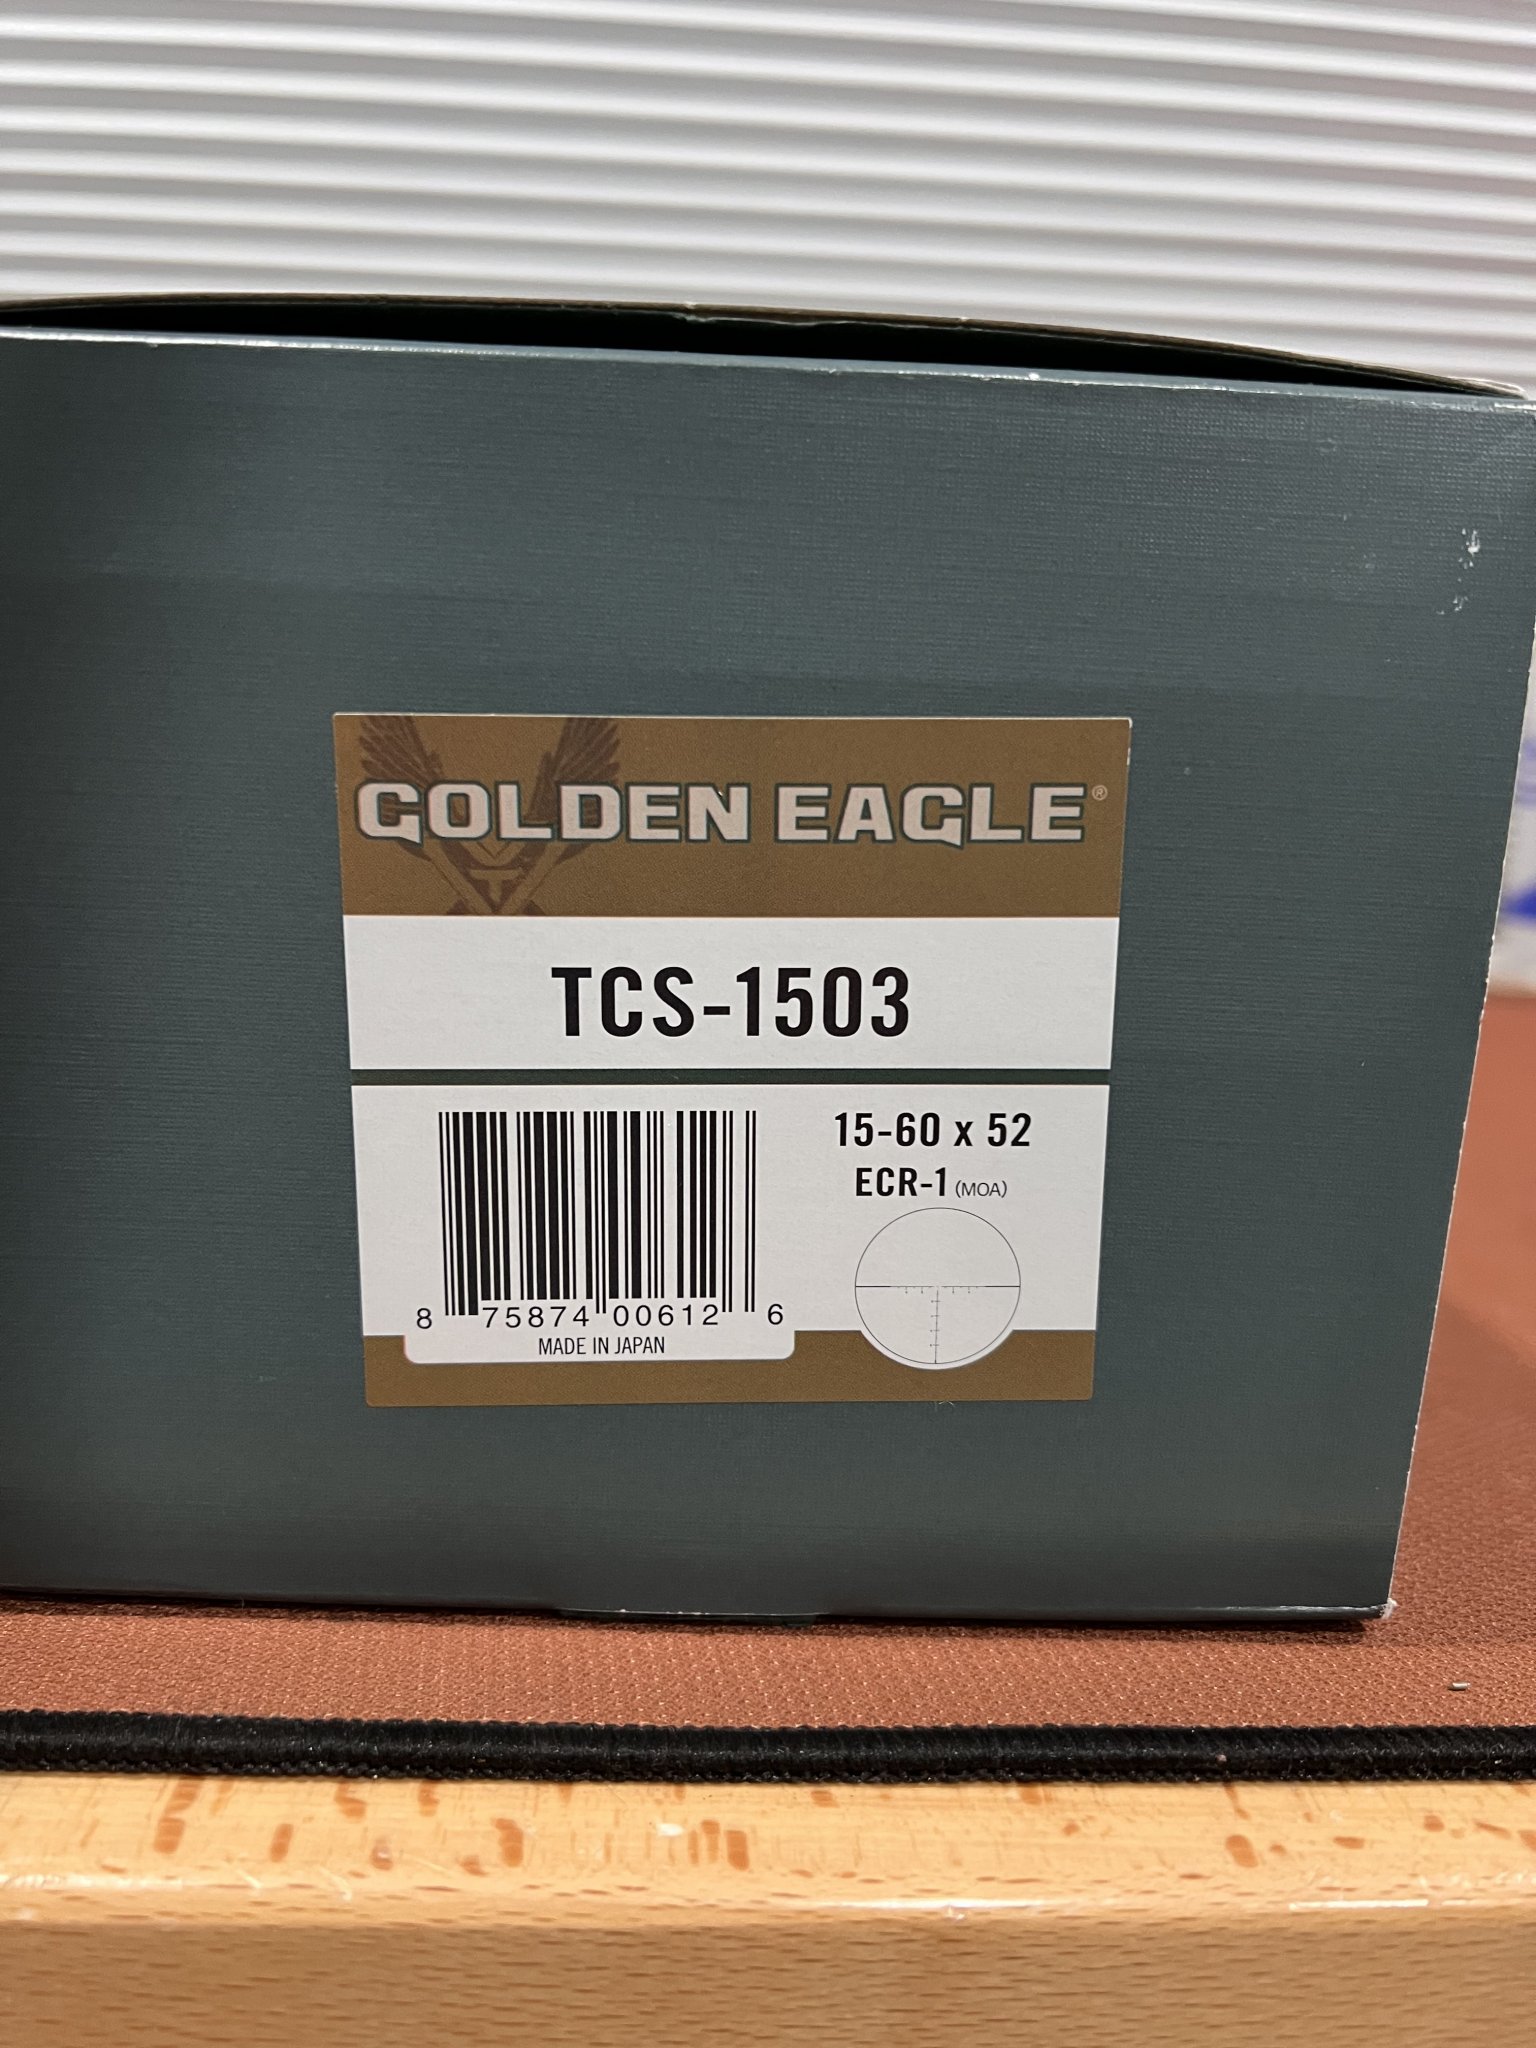 GOLDEN EAGLE®
TCS-1503
15-60 x 52
ECR-1 (MOA)
8 75874 00612 6
MADE IN JAPAN